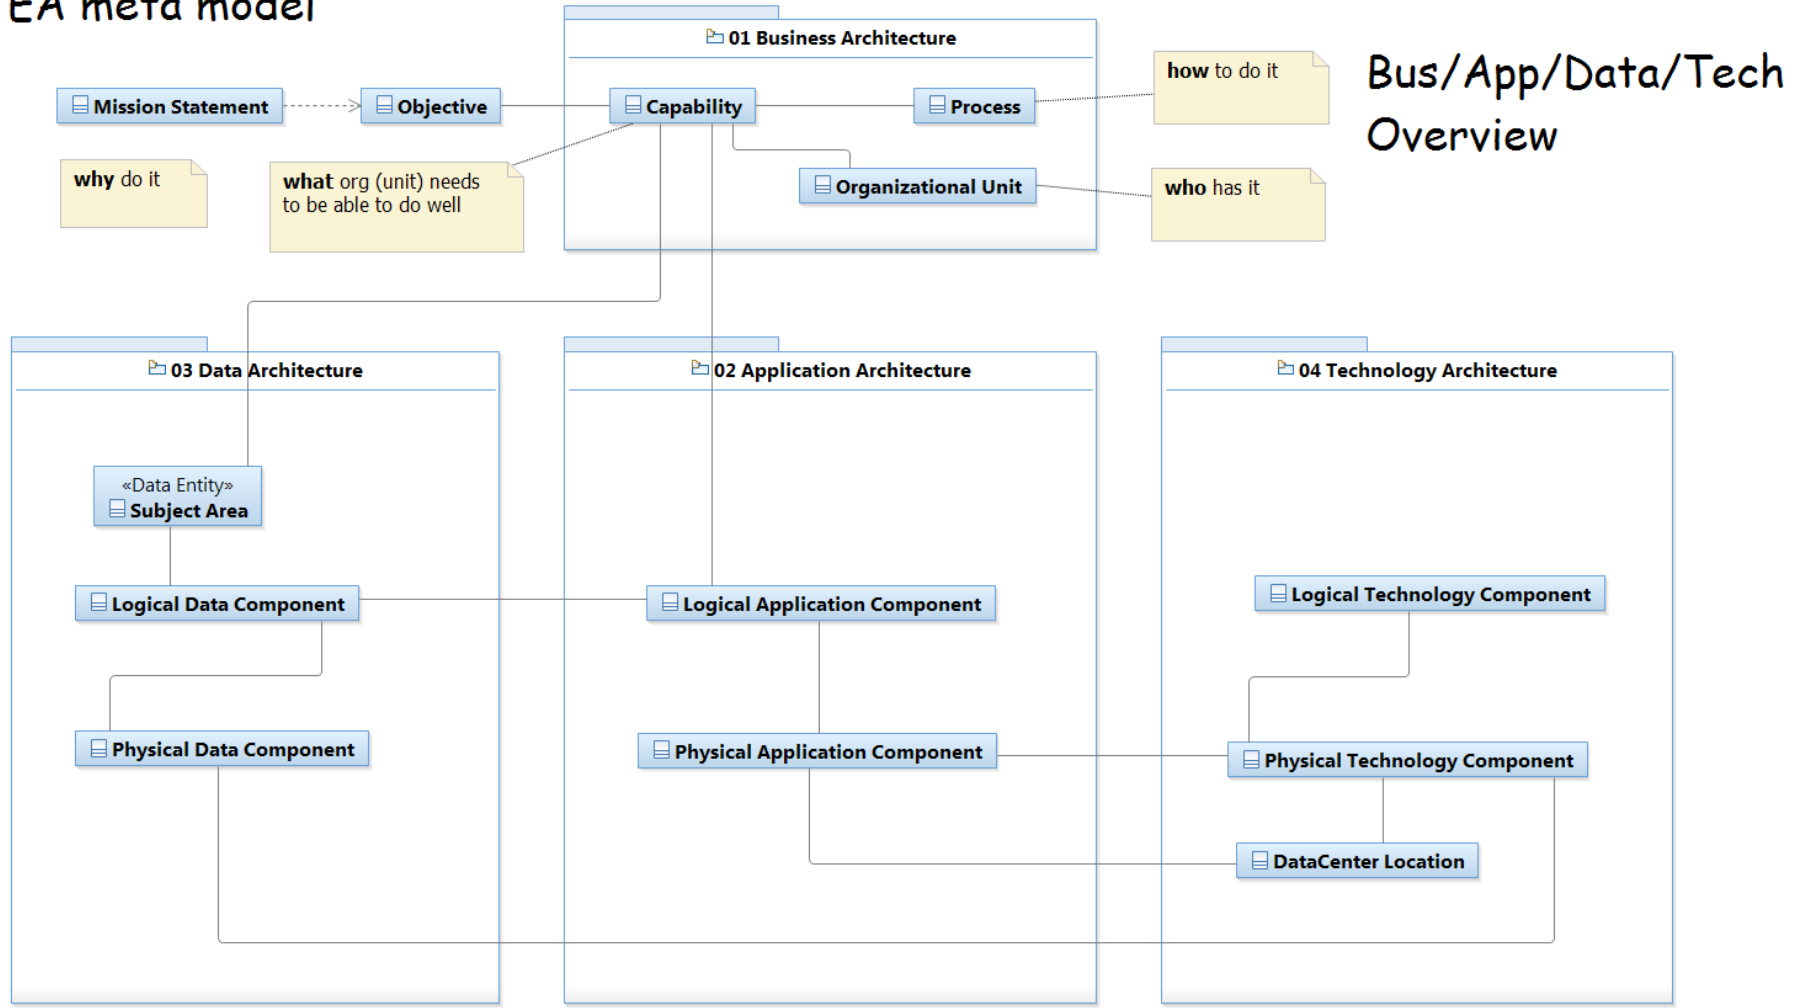 EA meta model
01 Business Architecture
Bus/App/Data/Tech
Overview
Mission Statement
Objective
Capability
Process
how to do it
why do it
what org (unit) needs
to be able to do well
Organizational Unit
who has it
03 Data Architecture
02 Application Architecture
04 Technology Architecture
«Data Entity»
Subject Area
Logical Data Component
Logical Application Component
Logical Technology Component
Physical Data Component
Physical Application Component
Physical Technology Component
DataCenter Location